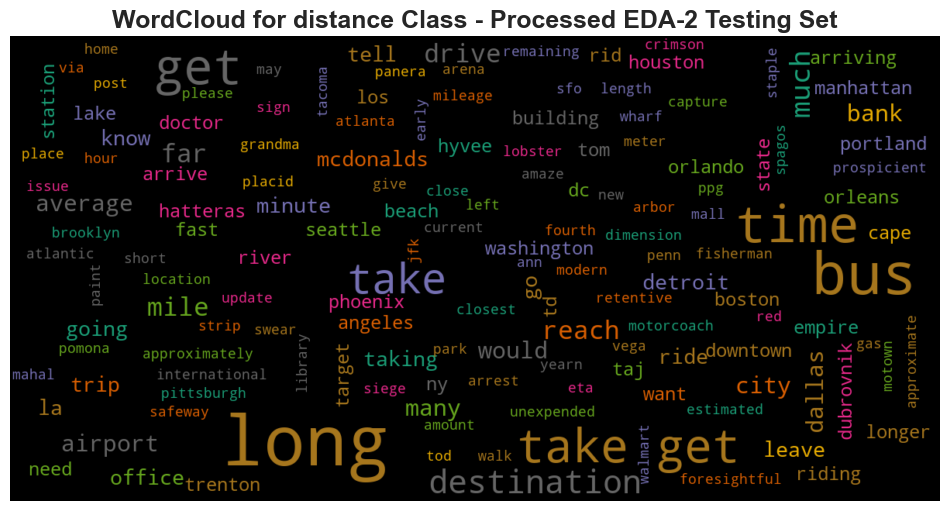 WordCloud for distance Class - Processed EDA-2 Testing Set
home
via
post
please
get
may
tacoma
tell
panera
arena
drive
remaining
rid
crimson
houston
staple
much
arriving
station
lake
know
doctor
sign
los
mileage
early
atlanta
sfo
length
wharf
capture
manhattan
bank
building
meter
place
hour
far
grandma
mcdonalds
hyvee
lobster
tom
orlando
state
spagos
portland
prospicient
issue
arrive
placid
give
close
amaze
new
dc
ppg
orleans
average
hatteras
minute
beach
left
arbor
mall
time
cape
brooklyn
fast
seattle
current
fourth
dimension
atlantic
short
river
jfk
washington
penn
fisherman
paint
location
take
ann
modern
go
detroit
bus
mile
update
phoenix
closest
td
retentive
boston
red
going
strip
swear
angeles
reach
motorcoach
empire
pomona
approximately
library
taking
park
would
vega
ride
downtown
gas
motown
approximate
mahal
international
target
yearn
taj
trip
pittsburgh
siege
ny
arrest
eta
want
city
dallas
dubrovnik
la
safeway
many
amount
unexpended
estimated
longer
airport
long
take get
leave
tod
walk
walmart
need
office
trenton
destination
foresightful
riding